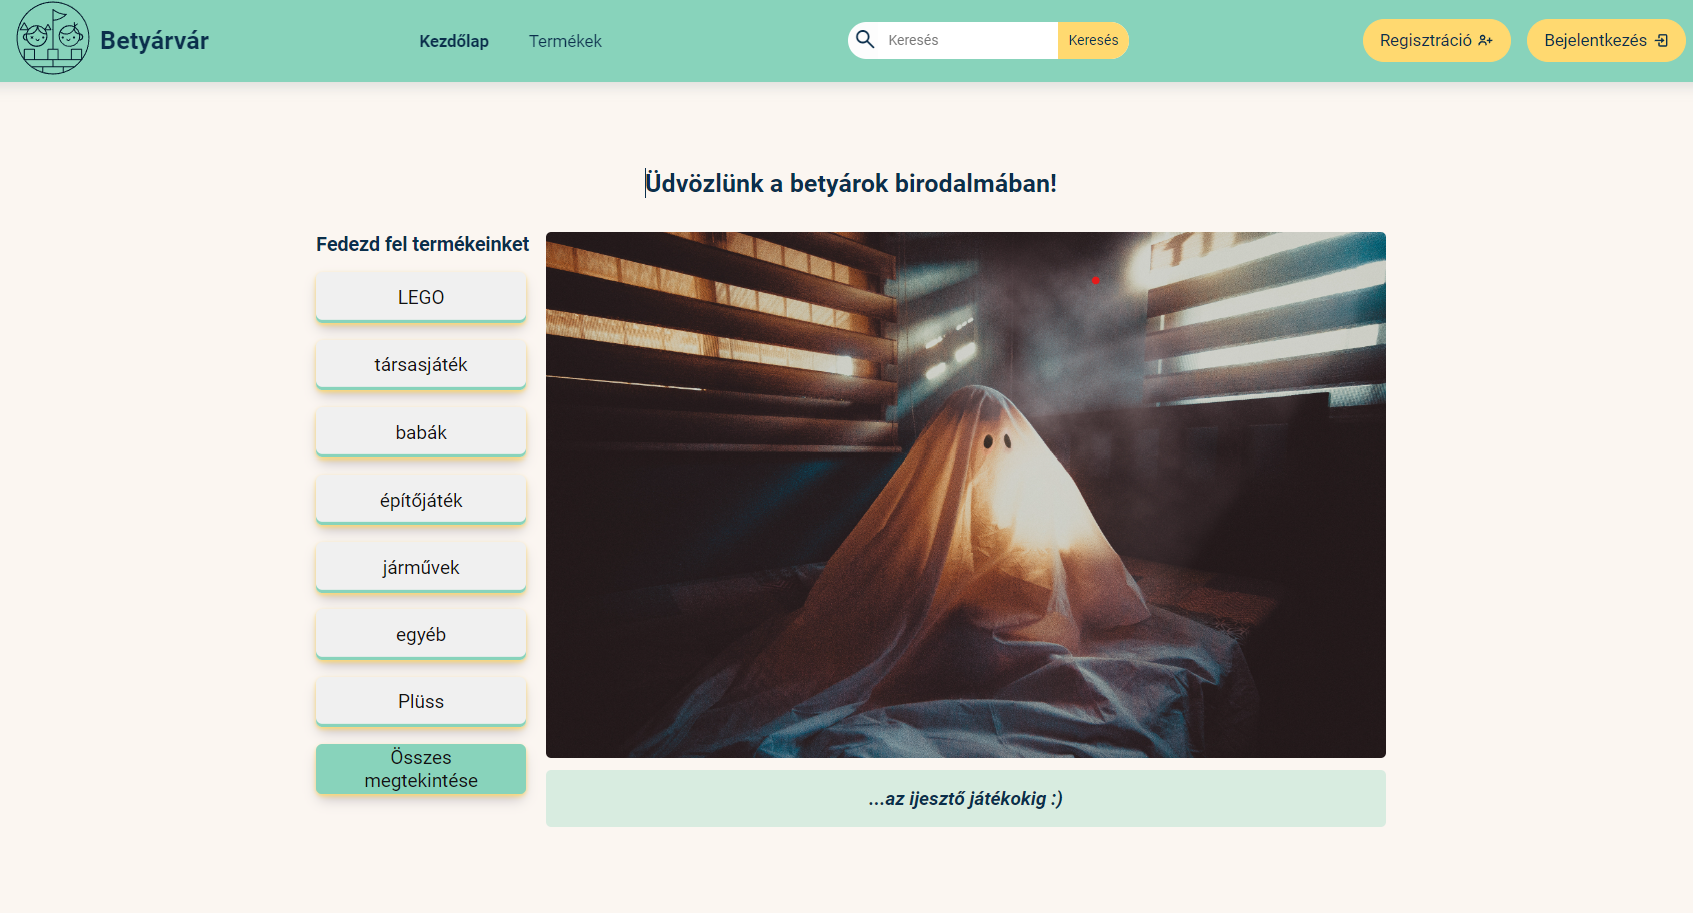 Betyárvár
Kezdőlap
Termékek
Keresés
Keresés
Regisztráció
Bejelentkezés
Üdvözlünk a betyárok birodalmában!
Fedezd fel termékeinket
LEGO
társasjáték
babák
építőjáték
járművek
egyéb
Plüss
Összes
megtekintése
...az ijesztő játékokig :)